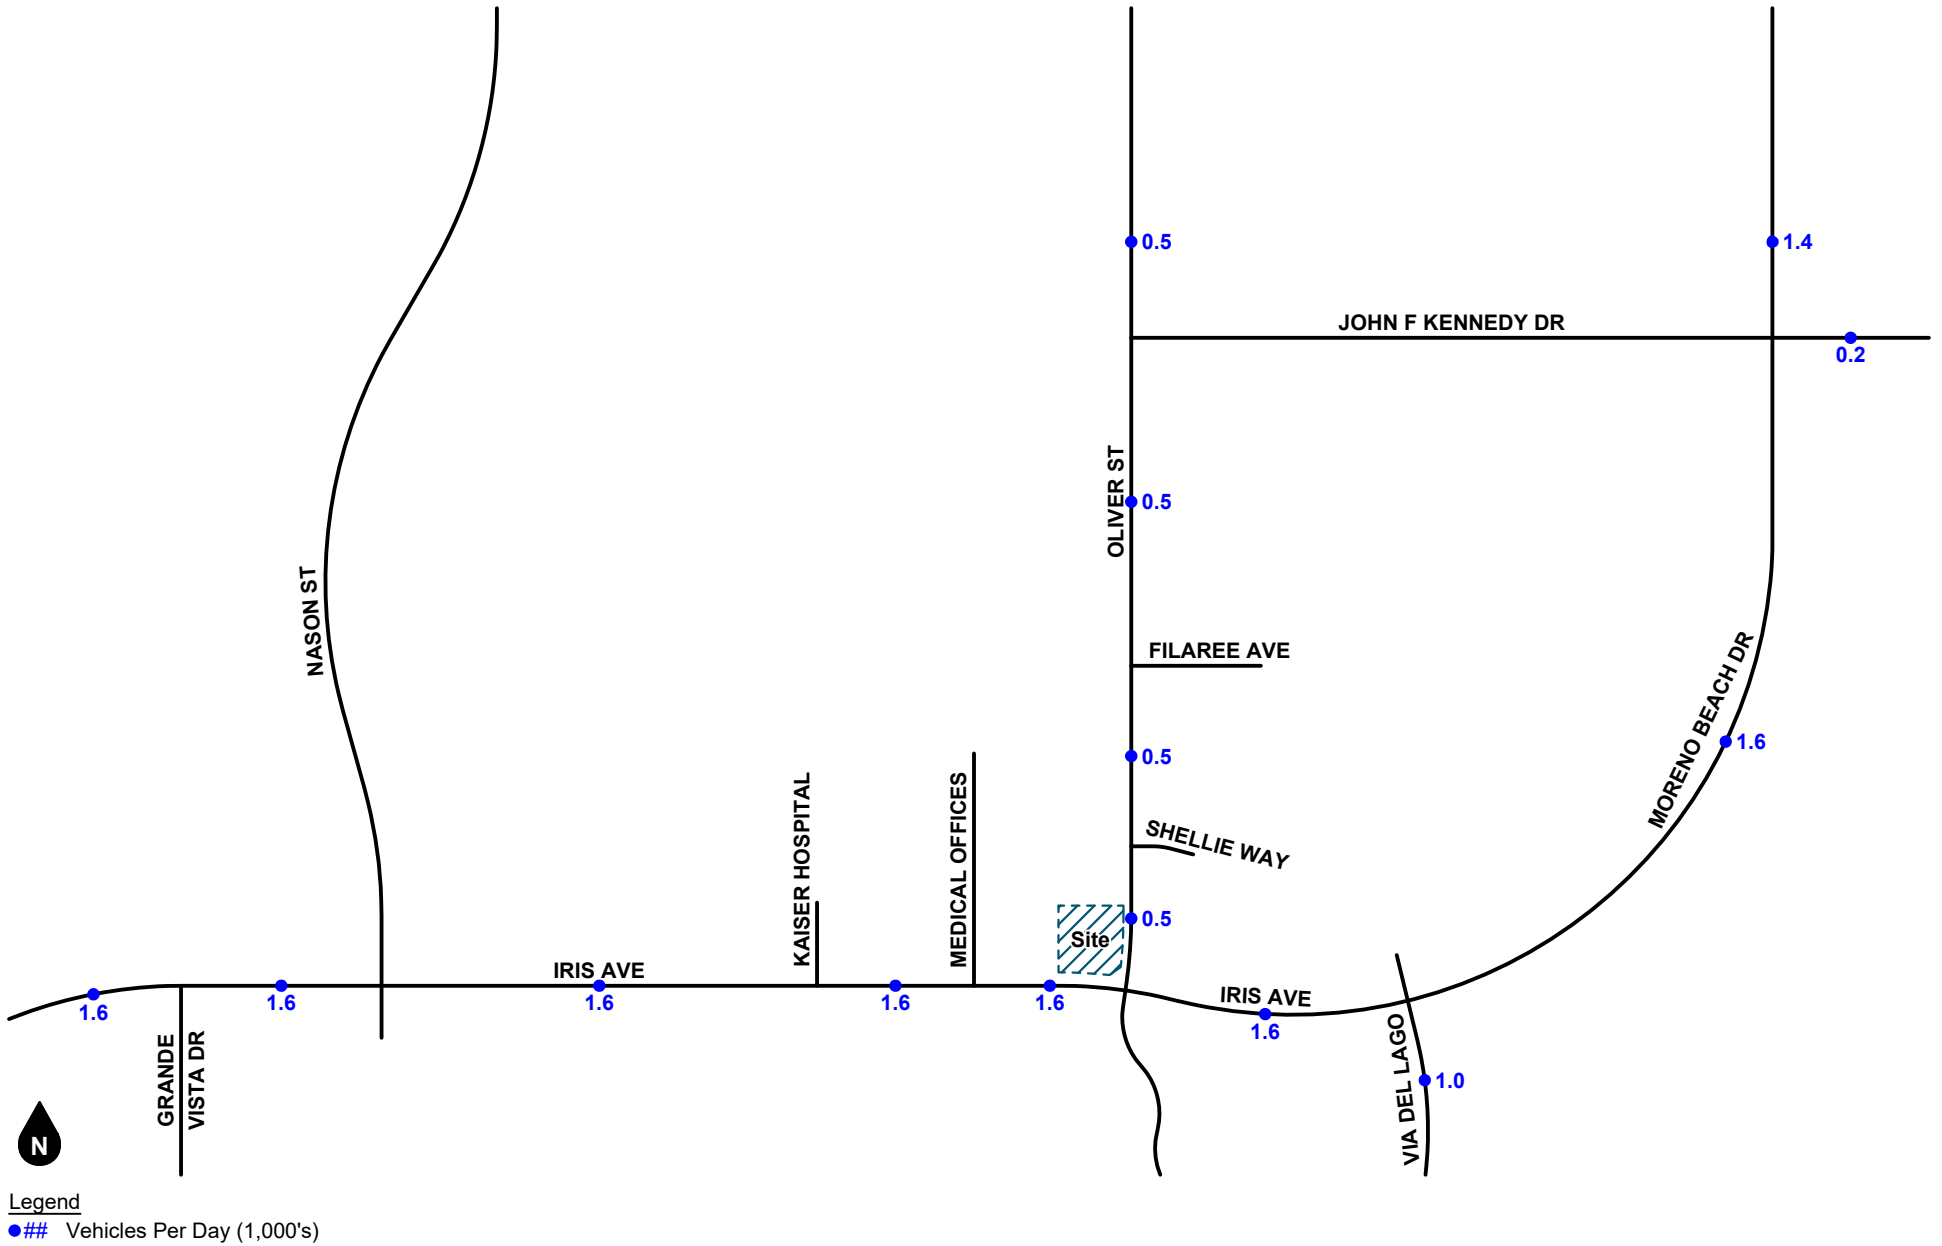 0.5
1.4
JOHN F KENNEDY DR
0.2
OLIVER ST
0.5
NASON ST
FILAREE AVE
MORENO BEACH DR
1.6
0.5
KAISER HOSPITAL
MEDICAL OFFICES
SHELLIE WAY
0.5
Site
IRIS AVE
1.6
1.6
1.6
1.6
1.6
IRIS AVE
1.6
GRANDE
VISTA DR
VIA DEL LAGO
1.0
N
Legend
## Vehicles Per Day (1,000's)